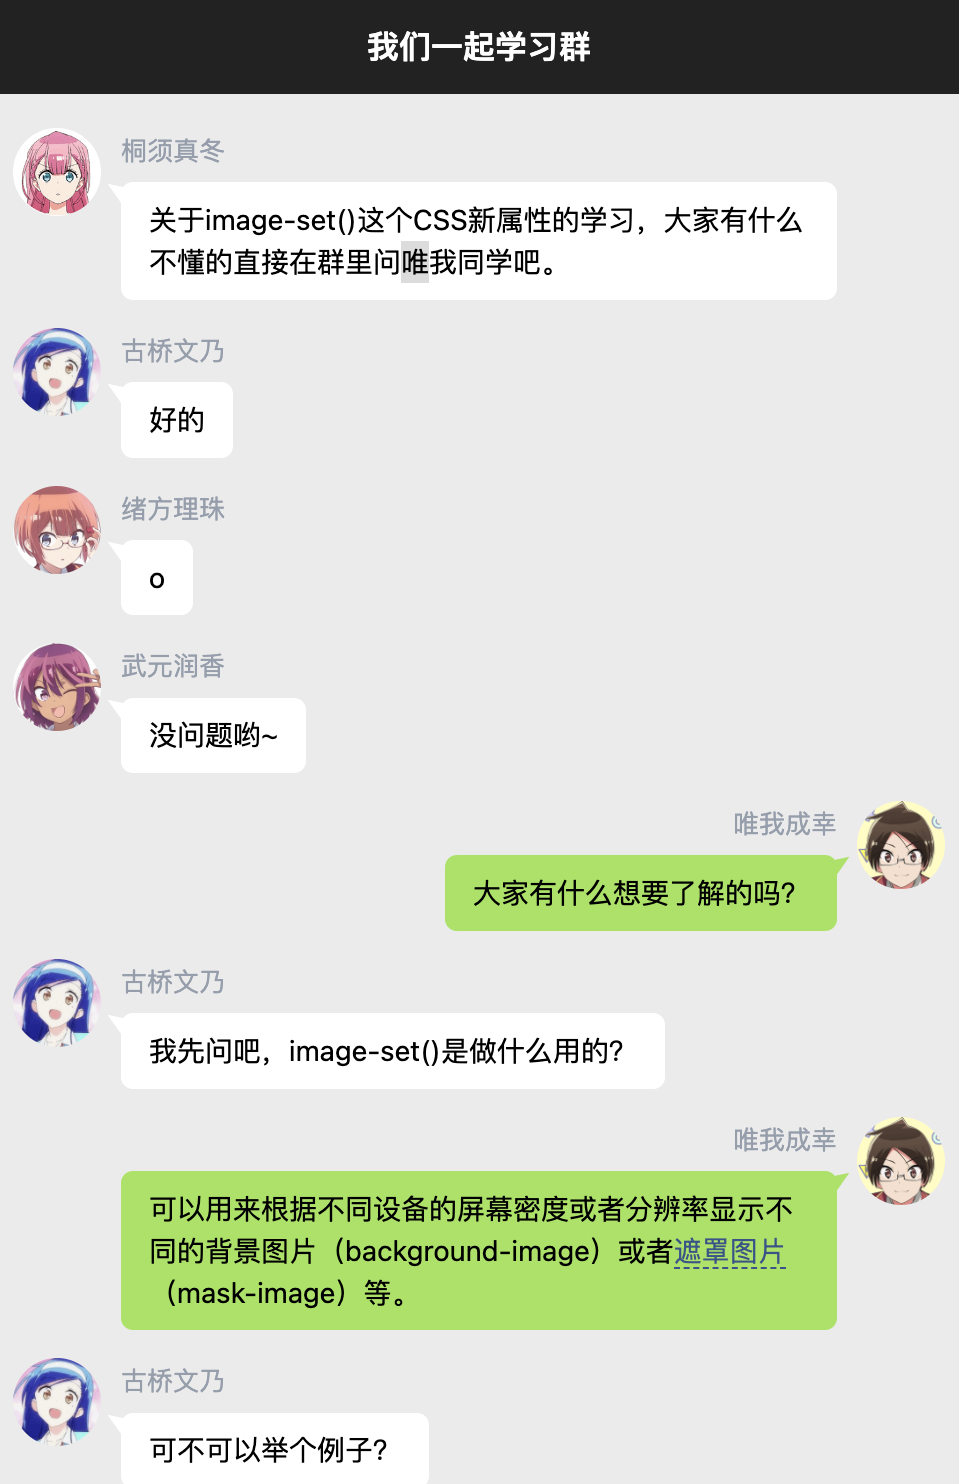 我们一起学习群
桐须真冬
关于image-set()这个CSS新属性的学习，大家有什么
不懂的直接在群里问唯我同学吧。
古桥文乃
好的
绪方理珠
o
武元润香
没问题哟~
唯我成幸
大家有什么想要了解的吗？
古桥文乃
我先问吧，image-set()是做什么用的？
唯我成幸
可以用来根据不同设备的屏幕密度或者分辨率显示不
同的背景图片（background-image）或者遮罩图片
（mask-image）等。
古桥文乃
可不可以举个例子？